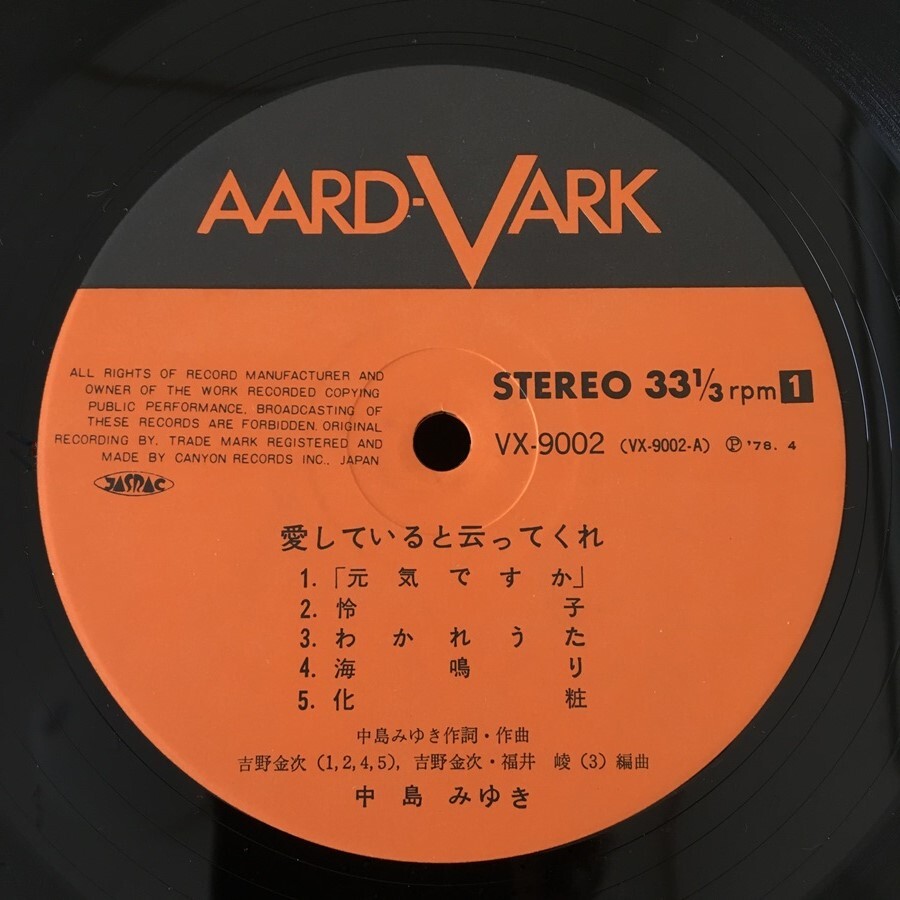 AARD-VARK
ALL RIGHTS OF RECORD MANUFACTURER AND
OWNER OF THE WORK RECORDED COPYING
PUBLIC PERFORMANCE, BROADCASTING OF
THESE RECORDS ARE FORBIDDEN. ORIGINAL
RECORDING BY. TRADE MARK REGISTERED AND
MADE BY CANYON RECORDS INC., JAPAN
JASRAC
STEREO 33 1/3 rpm 1
VX-9002 (VX-9002-A) Ⓟ '78. 4
愛していると云ってくれ
1. 「元気ですか」
2. 怜子
3. わかれうた
4. 海鳴り
5. 化粧
中島みゆき作詞・作曲
吉野金次 (1,2,4,5), 吉野金次・福井 崚 (3) 編曲
中島みゆき